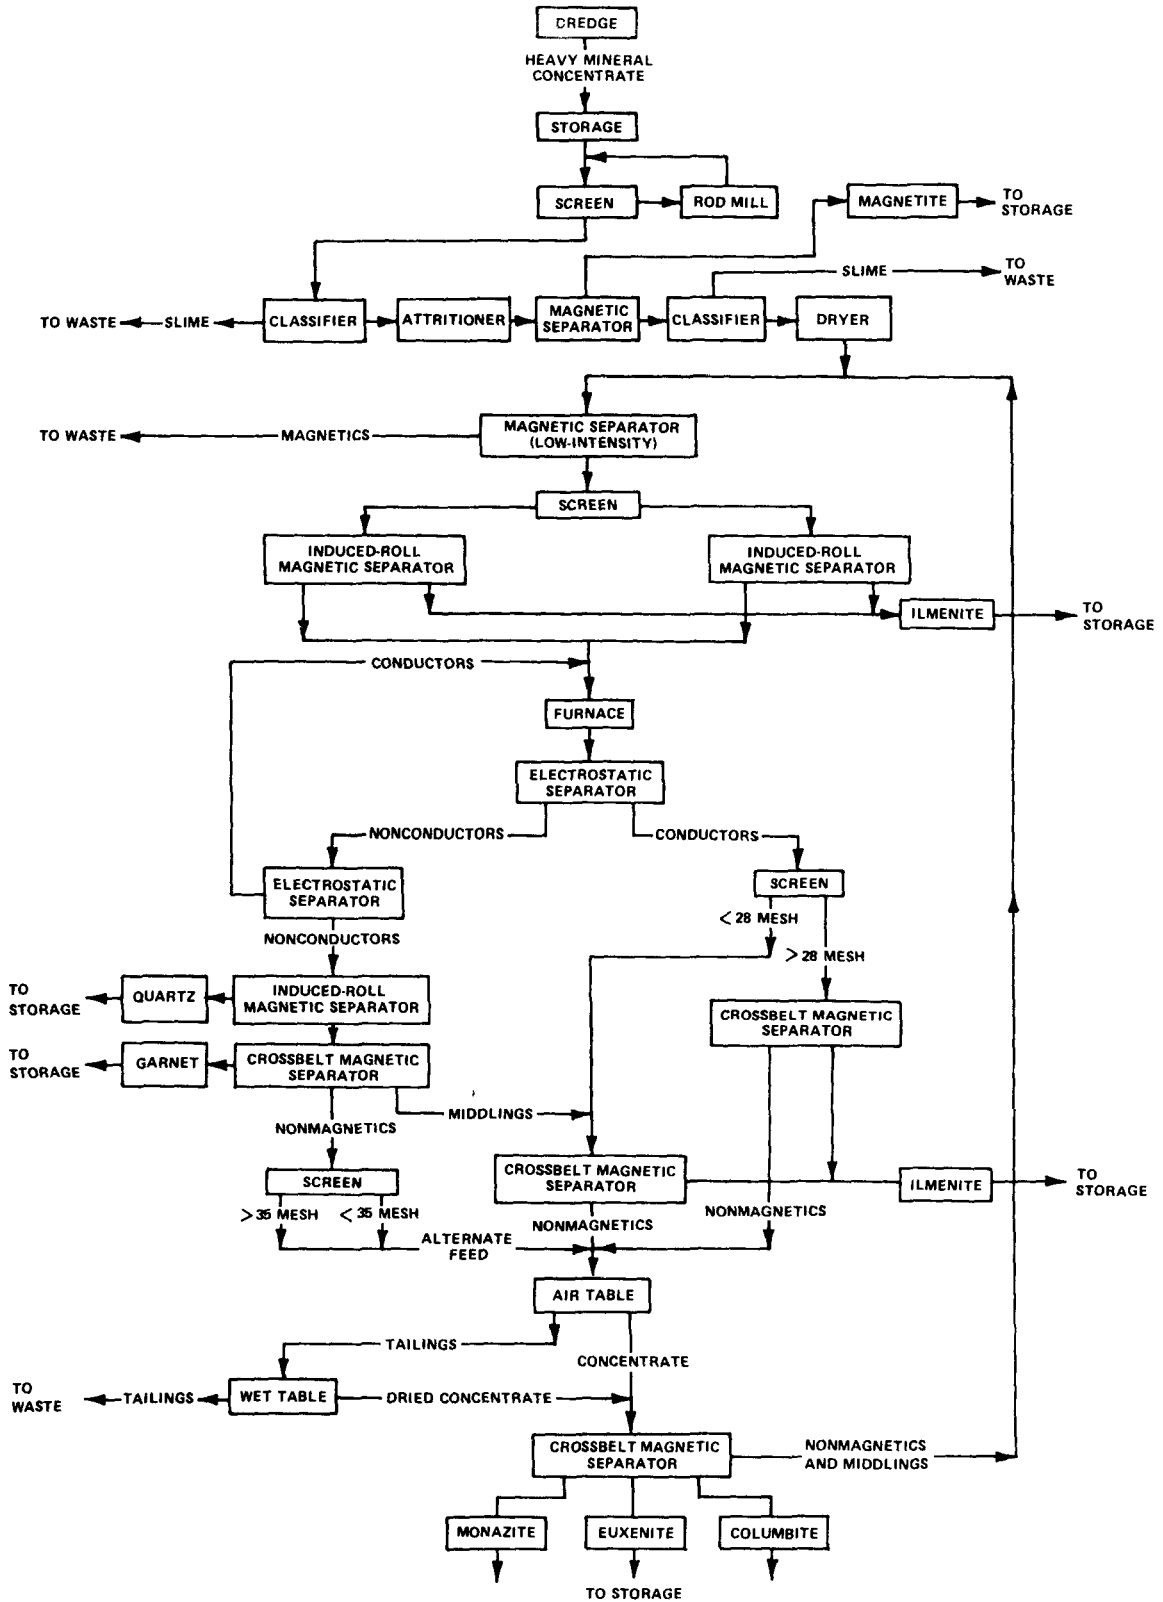 DREDGE
HEAVY MINERAL
CONCENTRATE
STORAGE
SCREEN
ROD MILL
MAGNETITE
TO
STORAGE
SLIME
TO
WASTE
TO WASTE
SLIME
CLASSIFIER
ATTRITIONER
MAGNETIC
SEPARATOR
CLASSIFIER
DRYER
TO WASTE
MAGNETICS
MAGNETIC SEPARATOR
(LOW-INTENSITY)
SCREEN
INDUCED-ROLL
MAGNETIC SEPARATOR
INDUCED-ROLL
MAGNETIC SEPARATOR
ILMENITE
TO
STORAGE
CONDUCTORS
FURNACE
ELECTROSTATIC
SEPARATOR
NONCONDUCTORS
CONDUCTORS
ELECTROSTATIC
SEPARATOR
SCREEN
< 28 MESH
NONCONDUCTORS
> 28 MESH
TO
STORAGE
QUARTZ
INDUCED-ROLL
MAGNETIC SEPARATOR
CROSSBELT MAGNETIC
SEPARATOR
TO
STORAGE
GARNET
CROSSBELT MAGNETIC
SEPARATOR
MIDDLINGS
NONMAGNETICS
CROSSBELT MAGNETIC
SEPARATOR
SCREEN
ILMENITE
TO
STORAGE
> 35 MESH
< 35 MESH
NONMAGNETICS
NONMAGNETICS
ALTERNATE
FEED
AIR TABLE
TAILINGS
CONCENTRATE
TO
WASTE
TAILINGS
WET TABLE
DRIED CONCENTRATE
CROSSBELT MAGNETIC
SEPARATOR
NONMAGNETICS
AND MIDDLINGS
MONAZITE
EUXENITE
COLUMBITE
TO STORAGE